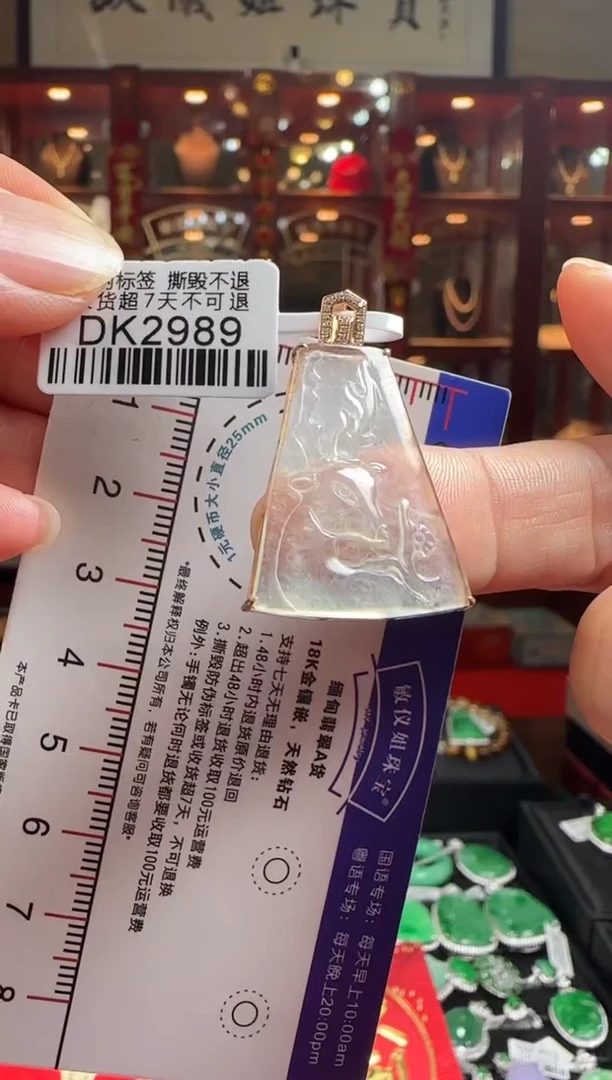 防伪标签 撕毁不退
货超7天不可退
DK2989
1元硬币大小直径25mm
1
2
3
4
5
6
7
8
敏仪姐珠宝®
缅甸翡翠A货
18K金镶嵌，天然钻石
支持七天无理由退货：
1.48小时内退货原价退回
2.超出48小时退货收取100元运营费
3.撕毁防伪标签或收货超7天，不可退换
例外：手镯无论何时退货都要收取100元运营费
*最终解释权归本公司所有，若有疑问可咨询客服*
国语专场：每天早上10:00am
粤语专场：每天晚上20:00pm